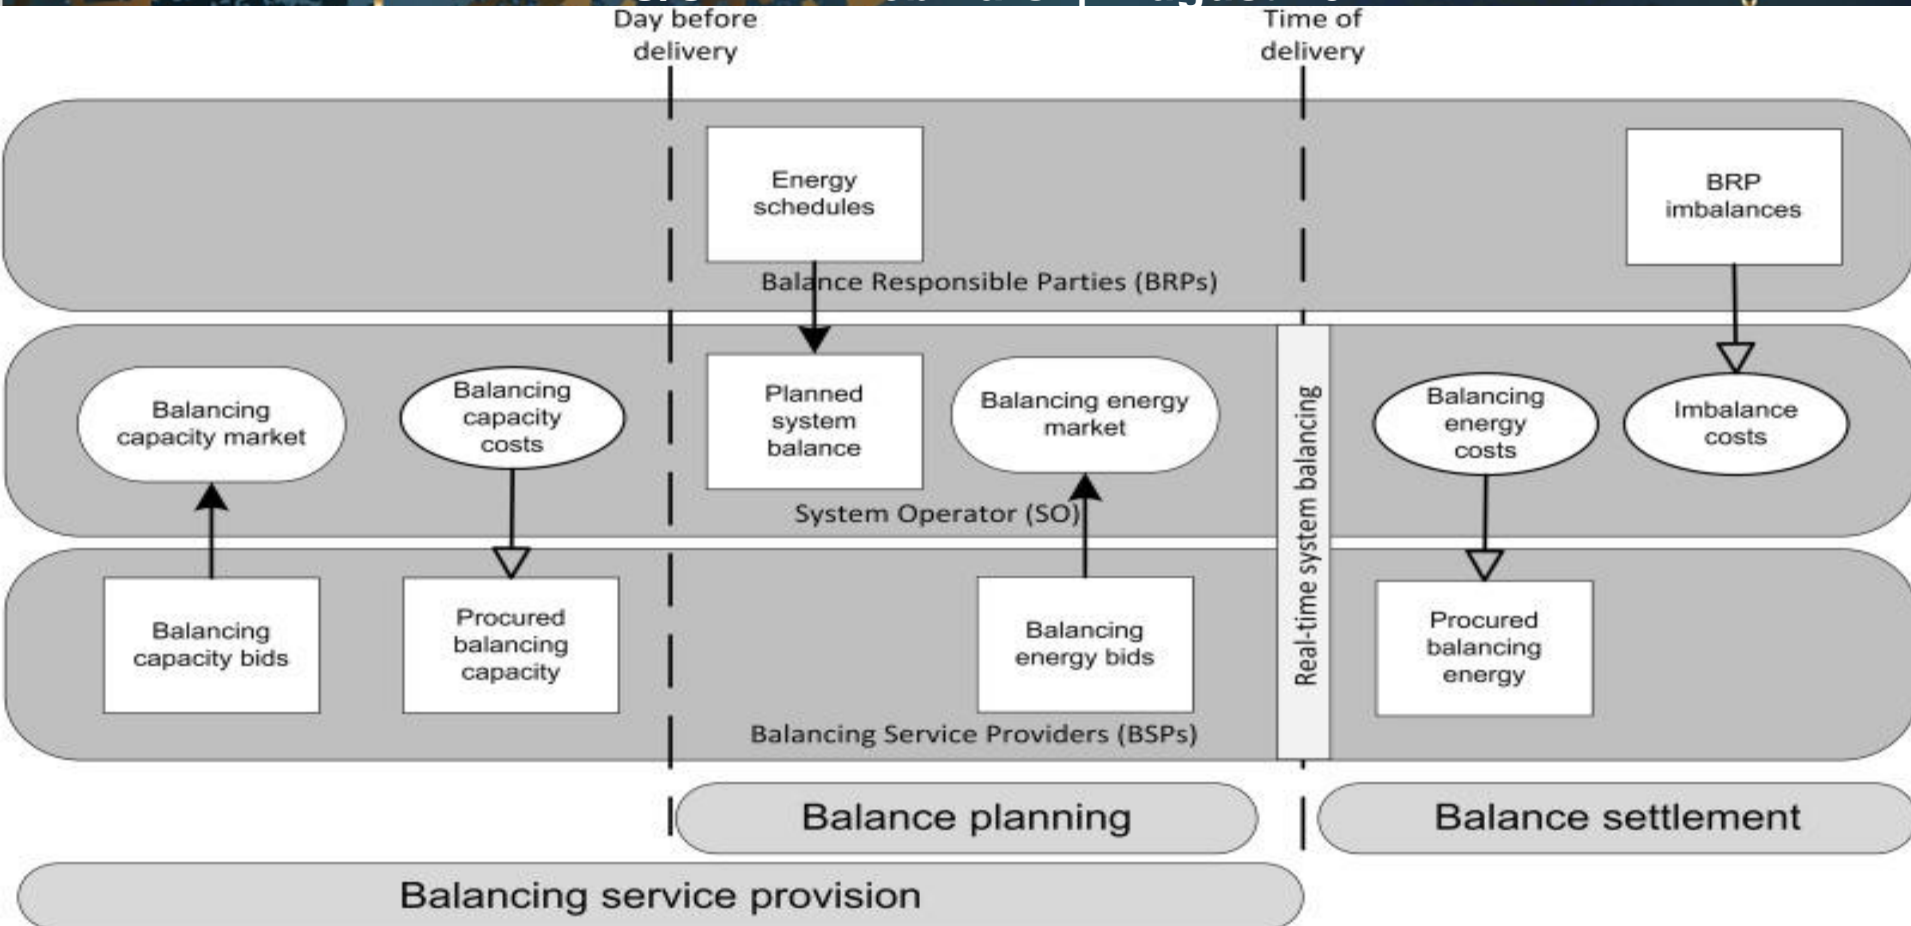 Day before
delivery
Time of
delivery
Energy
schedules
BRP
imbalances
Balance Responsible Parties (BRPs)
Balancing
capacity market
Balancing
capacity
costs
Planned
system
balance
Balancing energy
market
Balancing
energy
costs
Imbalance
costs
System Operator (SO)
Real-time system balancing
Balancing
capacity bids
Procured
balancing
capacity
Balancing
energy bids
Procured
balancing
energy
Balancing Service Providers (BSPs)
Balance planning
Balance settlement
Balancing service provision